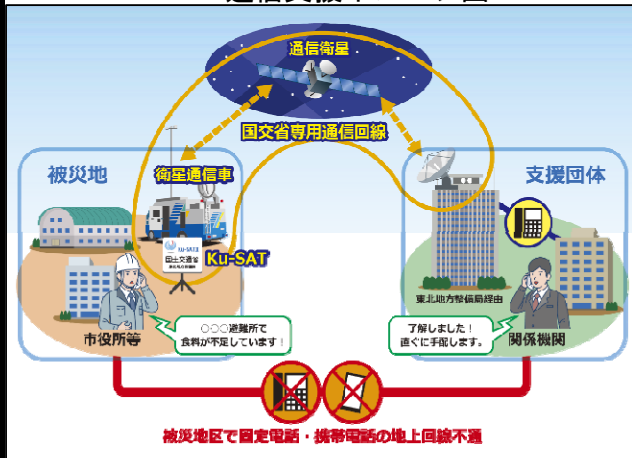 通信衛星
国交省専用通信回線
被災地
衛星通信車
支援団体
Ku-SAT
国土交通省
Ku-SAT
東北地方整備局経由
市役所等
○○○避難所で
食料が不足しています!
了解しました!
直ぐに手配します。
関係機関
被災地区で固定電話・携帯電話の地上回線不通